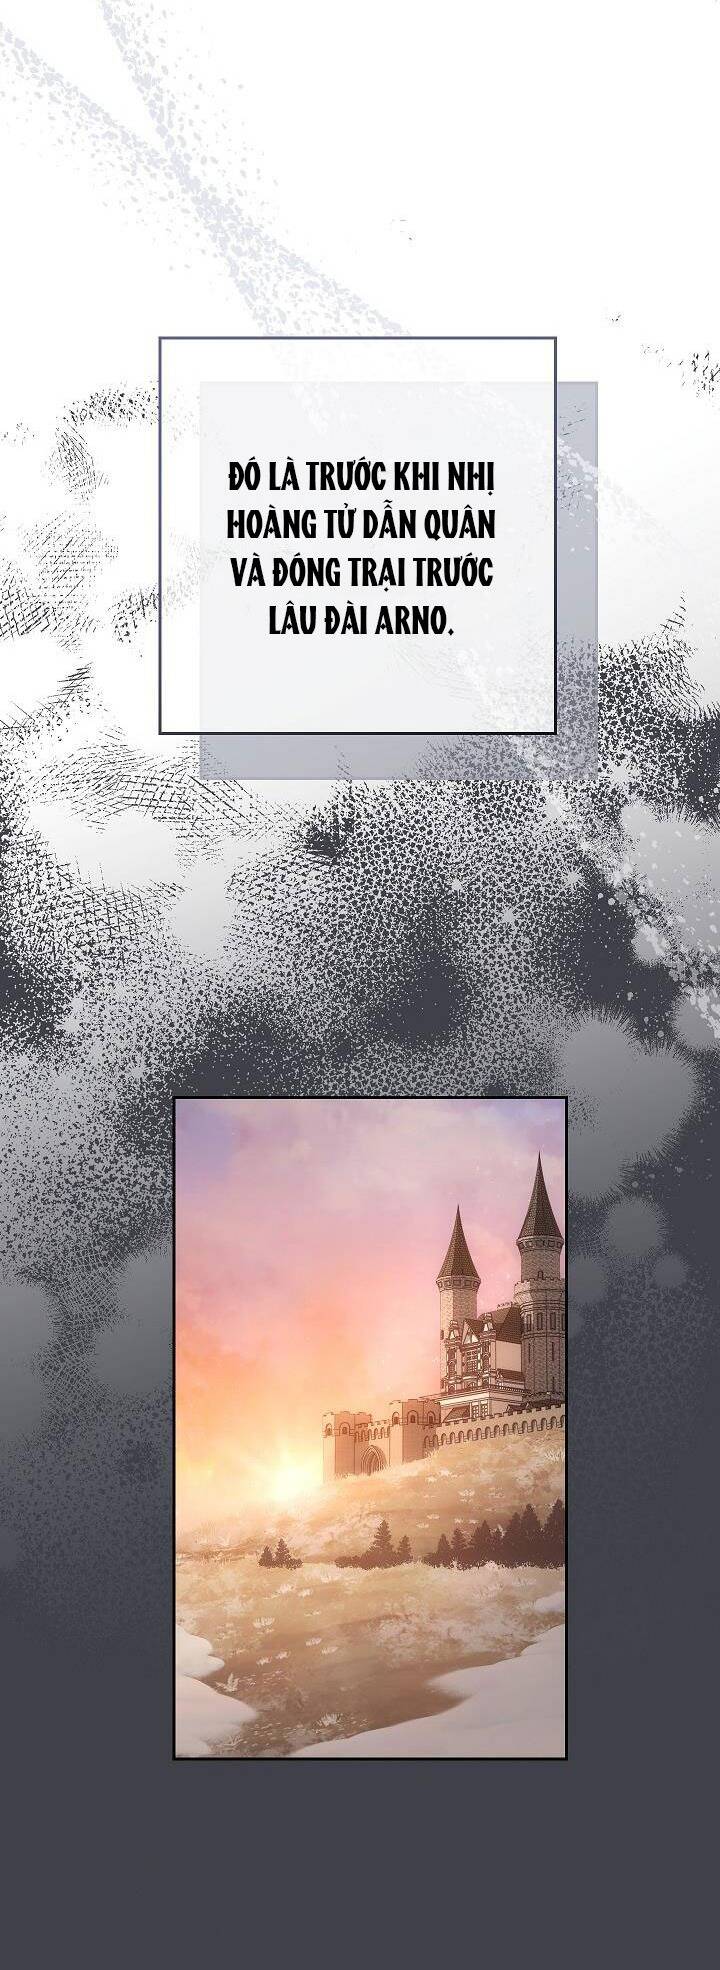 ĐÓ LÀ TRƯỚC KHI NHỊ
HOÀNG TỬ DẪN QUÂN
VÀ ĐÓNG TRẠI TRƯỚC
LÂU ĐÀI ARNO.